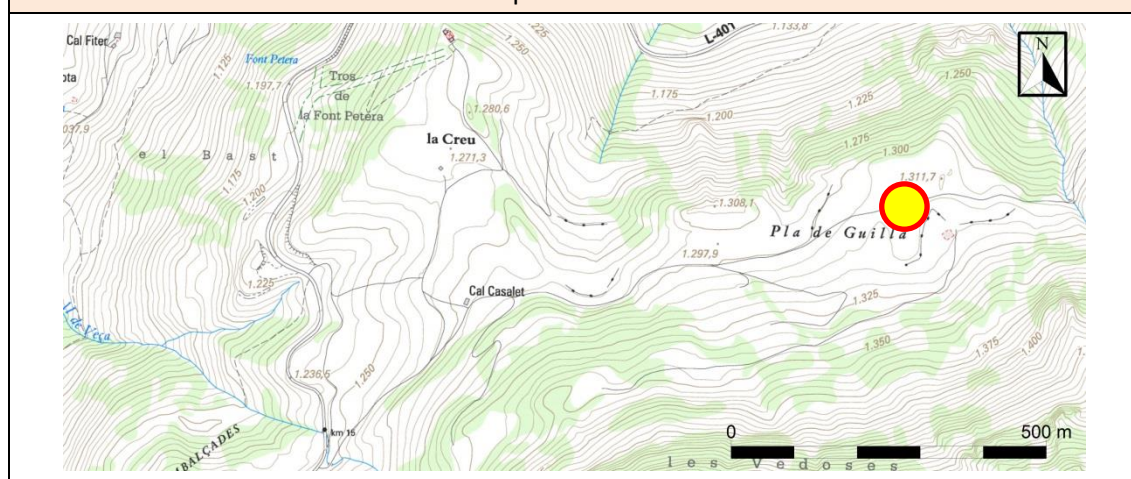 L-401
1.133,8
Cal Fiter
1.125
1.250
1.225
N
Font Petera
1.197,7
Tros
de
la Font Petera
1.250
1.175
1.225
1.280,6
1.200
la Creu
1.271,3
1.275
1.300
el Bast
1.175
1.200
1.311,7
1.308,1
Pla de Guilla
1.297,9
1.225
Cal Casalet
1.325
1.350
1.375
1.400
1.236,5
1.250
km 15
0
500 m
les Vedoses